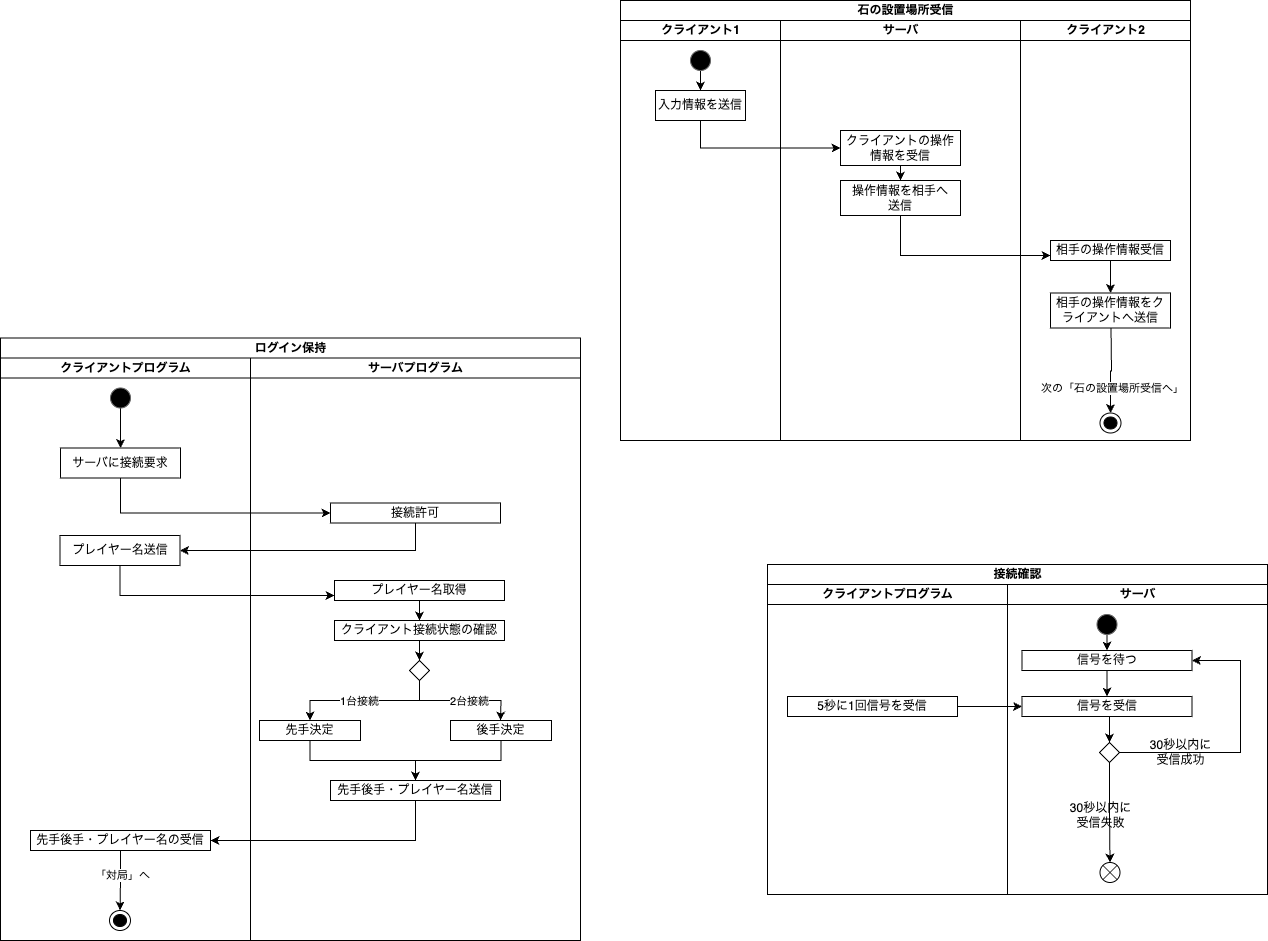 石の設置場所受信
クライアント1
サーバ
クライアント2
入力情報を送信
クライアントの操作
情報を受信
操作情報を相手へ
送信
相手の操作情報受信
相手の操作情報をク
ライアントへ送信
次の「石の設置場所受信へ」
ログイン保持
クライアントプログラム
サーバプログラム
サーバに接続要求
接続許可
プレイヤー名送信
プレイヤー名取得
クライアント接続状態の確認
1台接続
2台接続
先手決定
後手決定
先手後手・プレイヤー名送信
先手後手・プレイヤー名の受信
「対局」へ
接続確認
クライアントプログラム
サーバ
信号を待つ
5秒に1回信号を受信
信号を受信
30秒以内に
受信成功
30秒以内に
受信失敗